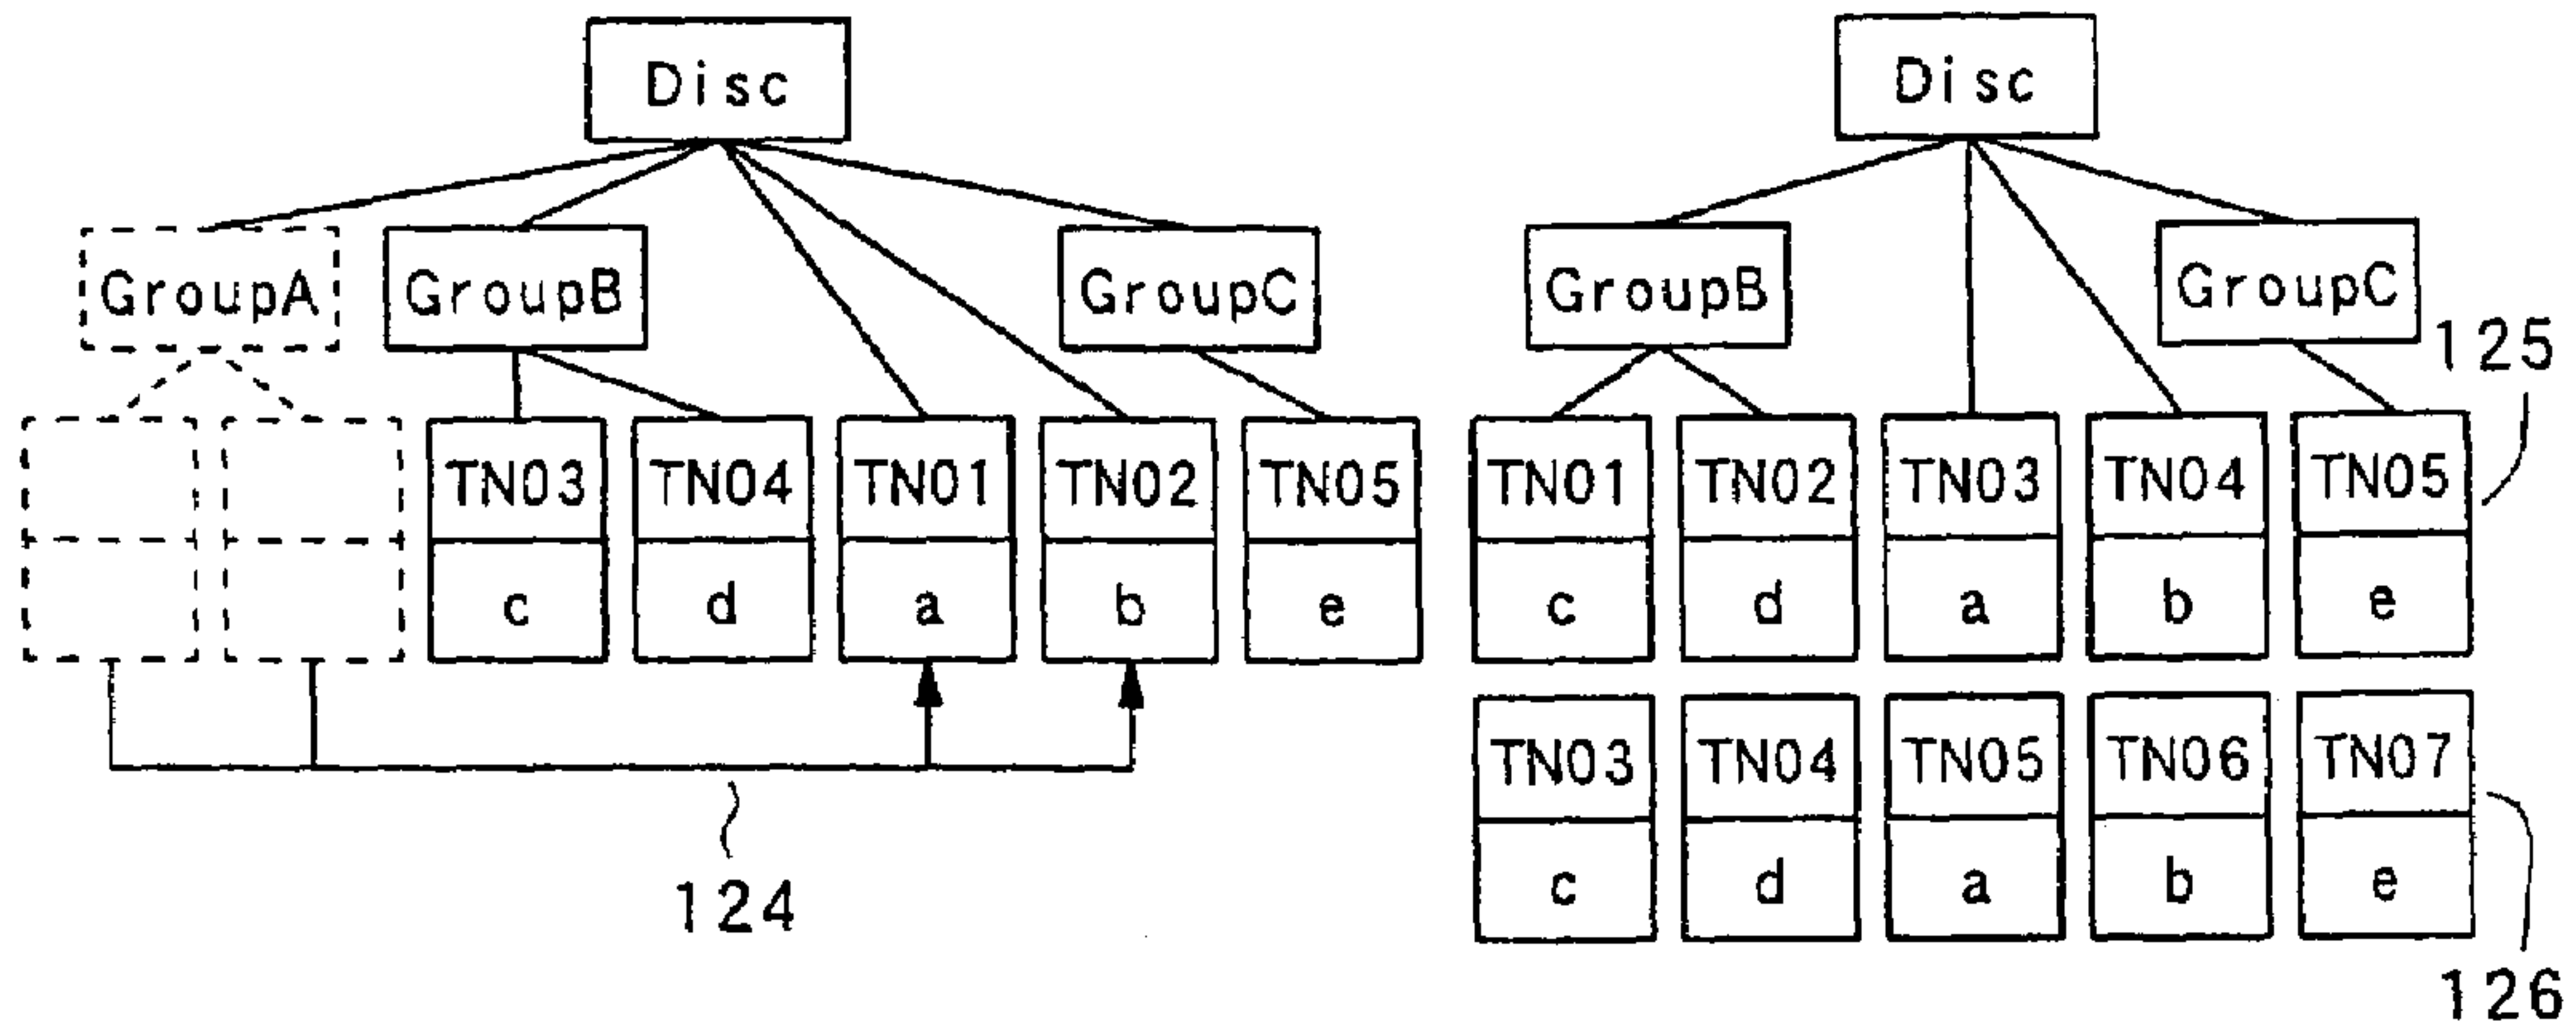 Disc Disc
GroupA GroupB GroupC GroupB GroupC
125
TN03 TN04 TN01 TN02 TN05 TN01 TN02 TN03 TN04 TN05
c d a b e c d a b e
TN03 TN04 TN05 TN06 TN07
c d a b e
124
126